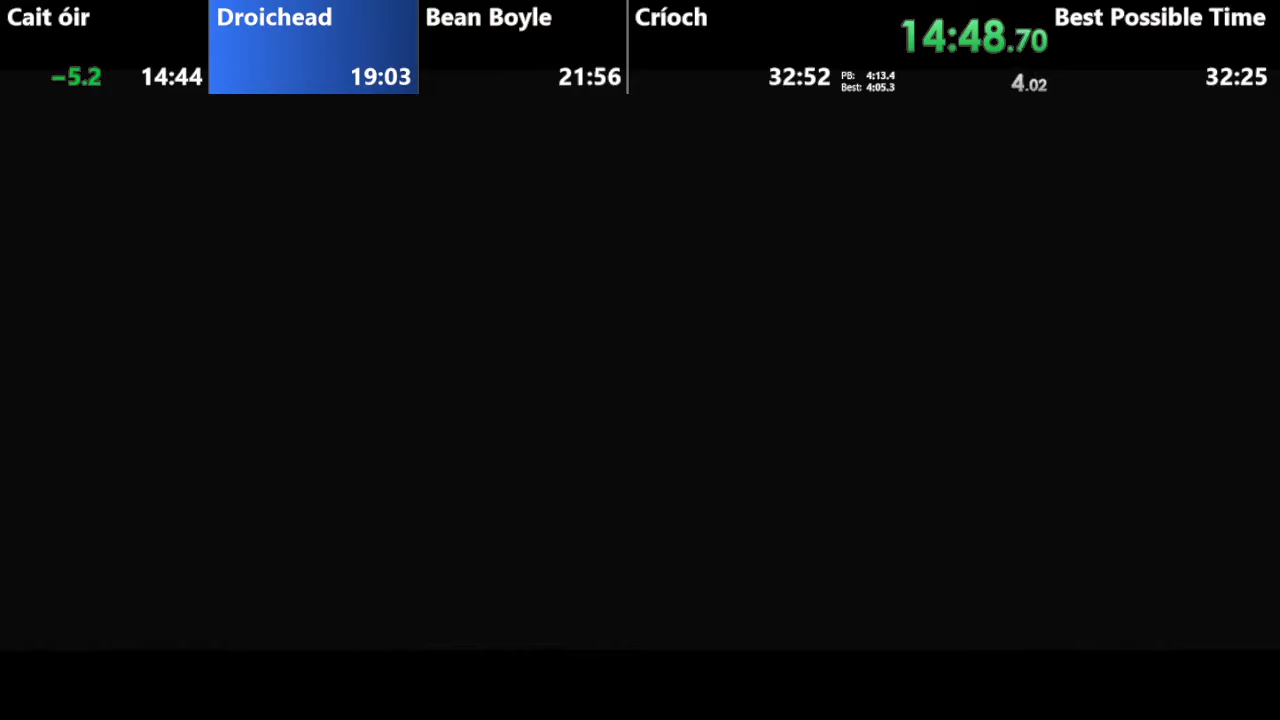 Cait óir
−5.2 14:44
Droichead
19:03
Bean Boyle
21:56
Críoch
32:52
PB: 4:13.4
Best: 4:05.3
14:48.70
4.02
Best Possible Time
32:25